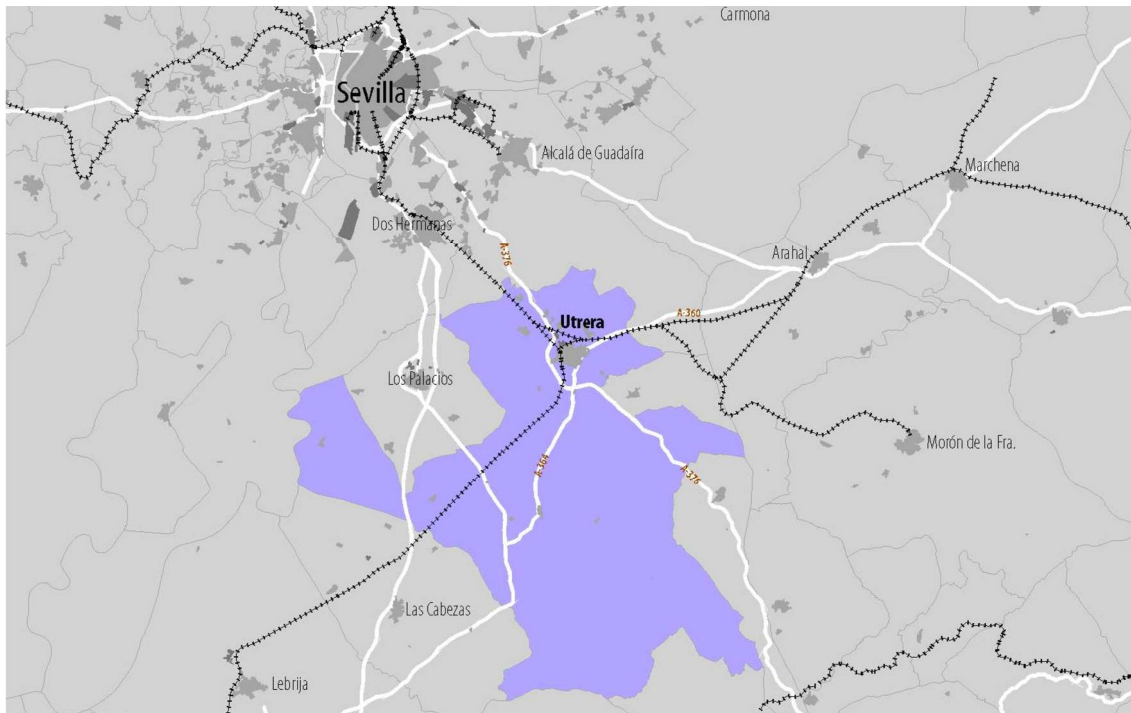 Carmona
Sevilla
Alcalá de Guadaíra
Marchena
Dos Hermanas
A-376
Arahal
A-360
Utrera
Los Palacios
Morón de la Fra.
A-364
A-376
Las Cabezas
Lebrija